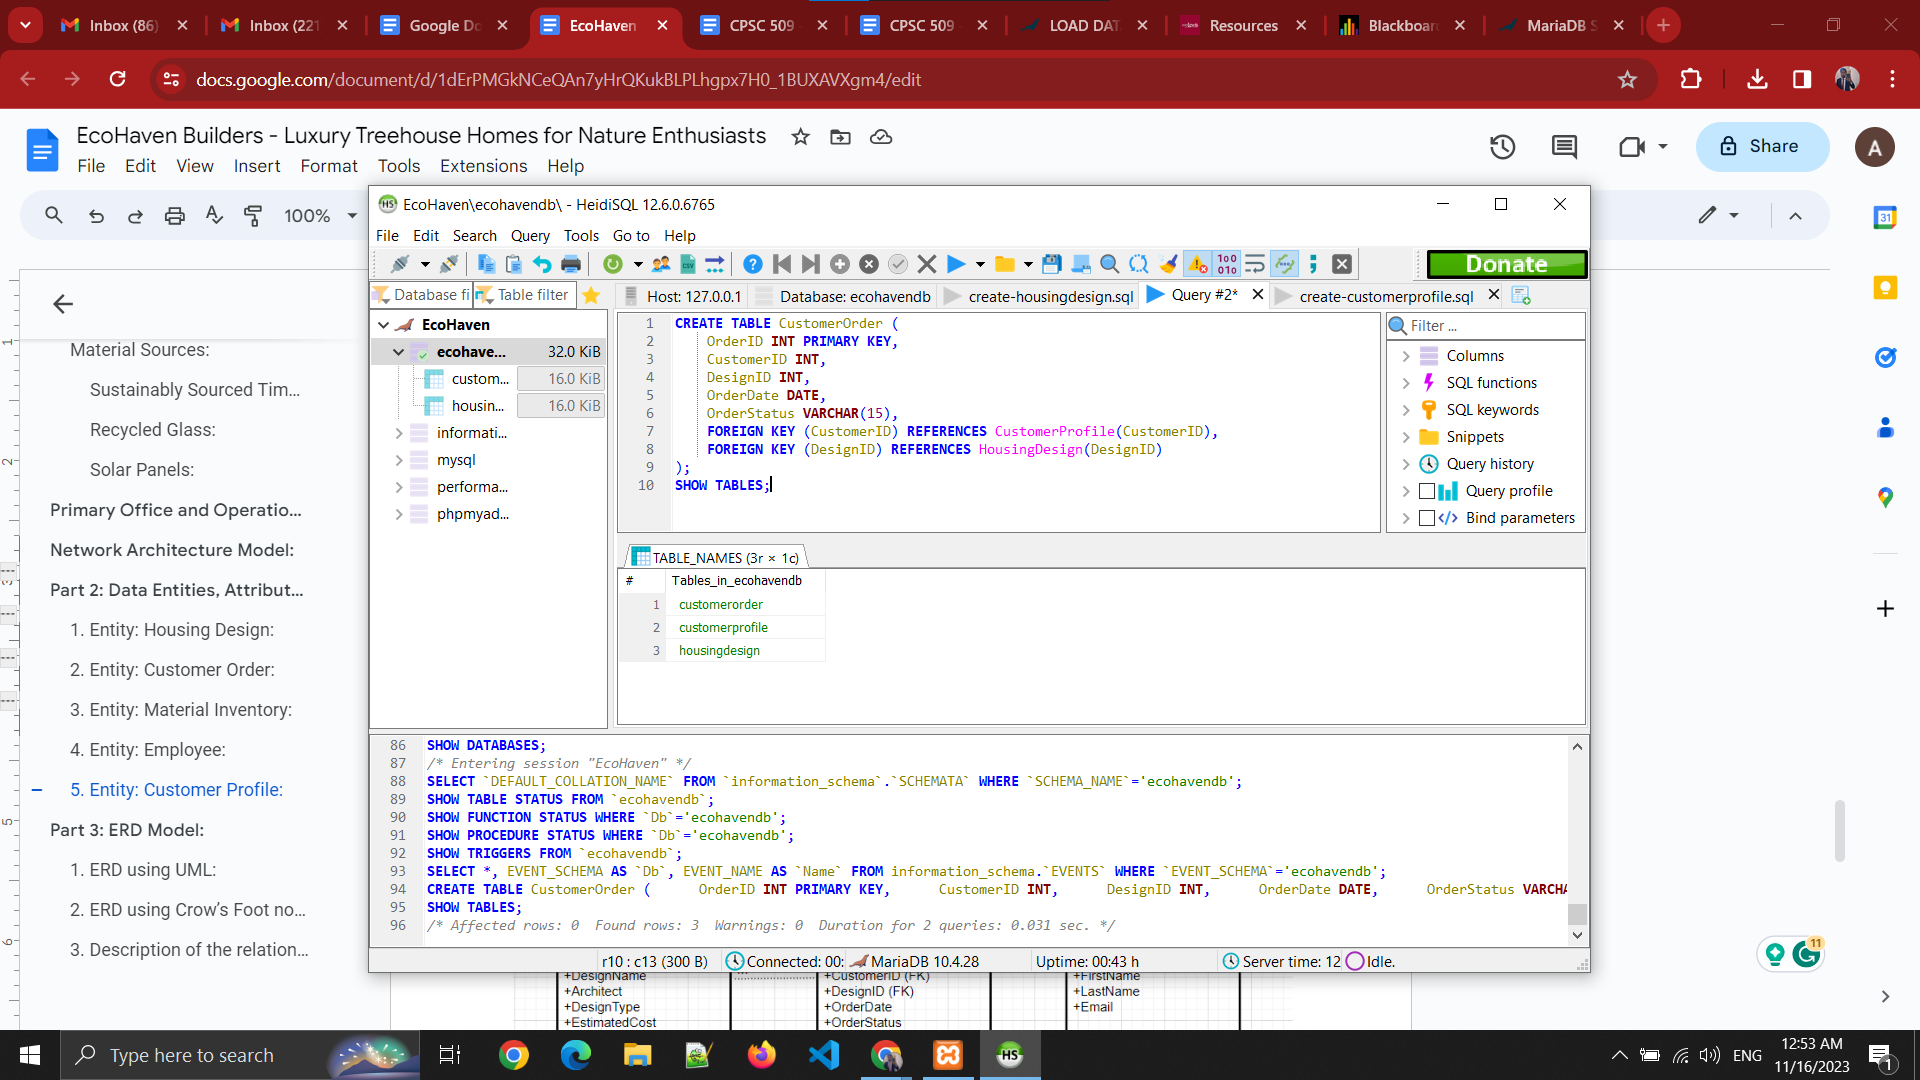 Inbox (86)
Inbox (221
Google Do
EcoHaven
CPSC 509
CPSC 509
LOAD DAT
Resources
Blackboar
MariaDB S
docs.google.com/document/d/1dErPMGkNCeQAn7yHrQKukBLPLhgpx7H0_1BUXAVXgm4/edit
EcoHaven Builders - Luxury Treehouse Homes for Nature Enthusiasts
File Edit View Insert Format Tools Extensions Help
Share
A
100%
Material Sources:
Sustainably Sourced Tim...
Recycled Glass:
Solar Panels:
Primary Office and Operatio...
Network Architecture Model:
Part 2: Data Entities, Attribut...
1. Entity: Housing Design:
2. Entity: Customer Order:
3. Entity: Material Inventory:
4. Entity: Employee:
5. Entity: Customer Profile:
Part 3: ERD Model:
1. ERD using UML:
2. ERD using Crow’s Foot no...
3. Description of the relation...
EcoHaven\ecohavendb\ - HeidiSQL 12.6.0.6765
File Edit Search Query Tools Go to Help
Donate
Database fi
Table filter
Host: 127.0.0.1
Database: ecohavendb
create-housingdesign.sql
Query #2*
create-customerprofile.sql
EcoHaven
ecohave... 32.0 KiB
custom... 16.0 KiB
housin... 16.0 KiB
informati...
mysql
performa...
phpmyad...
1 CREATE TABLE CustomerOrder (
2 OrderID INT PRIMARY KEY,
3 CustomerID INT,
4 DesignID INT,
5 OrderDate DATE,
6 OrderStatus VARCHAR(15),
7 FOREIGN KEY (CustomerID) REFERENCES CustomerProfile(CustomerID),
8 FOREIGN KEY (DesignID) REFERENCES HousingDesign(DesignID)
9 );
10 SHOW TABLES;
Filter ...
Columns
SQL functions
SQL keywords
Snippets
Query history
Query profile
Bind parameters
TABLE_NAMES (3r × 1c)
# Tables_in_ecohavendb
1 customerorder
2 customerprofile
3 housingdesign
86 SHOW DATABASES;
87 /* Entering session "EcoHaven" */
88 SELECT `DEFAULT_COLLATION_NAME` FROM `information_schema`.`SCHEMATA` WHERE `SCHEMA_NAME`='ecohavendb';
89 SHOW TABLE STATUS FROM `ecohavendb`;
90 SHOW FUNCTION STATUS WHERE `Db`='ecohavendb';
91 SHOW PROCEDURE STATUS WHERE `Db`='ecohavendb';
92 SHOW TRIGGERS FROM `ecohavendb`;
93 SELECT *, EVENT_SCHEMA AS `Db`, EVENT_NAME AS `Name` FROM information_schema.`EVENTS` WHERE `EVENT_SCHEMA`='ecohavendb';
94 CREATE TABLE CustomerOrder ( OrderID INT PRIMARY KEY, CustomerID INT, DesignID INT, OrderDate DATE, OrderStatus VARCHA
95 SHOW TABLES;
96 /* Affected rows: 0 Found rows: 3 Warnings: 0 Duration for 2 queries: 0.031 sec. */
r10 : c13 (300 B)
Connected: 00:
MariaDB 10.4.28
Uptime: 00:43 h
Server time: 12
Idle.
+DesignName
+Architect
+DesignType
+EstimatedCost
+CustomerID (FK)
+DesignID (FK)
+OrderDate
+OrderStatus
+FirstName
+LastName
+Email
11
Type here to search
ENG
12:53 AM
11/16/2023
1